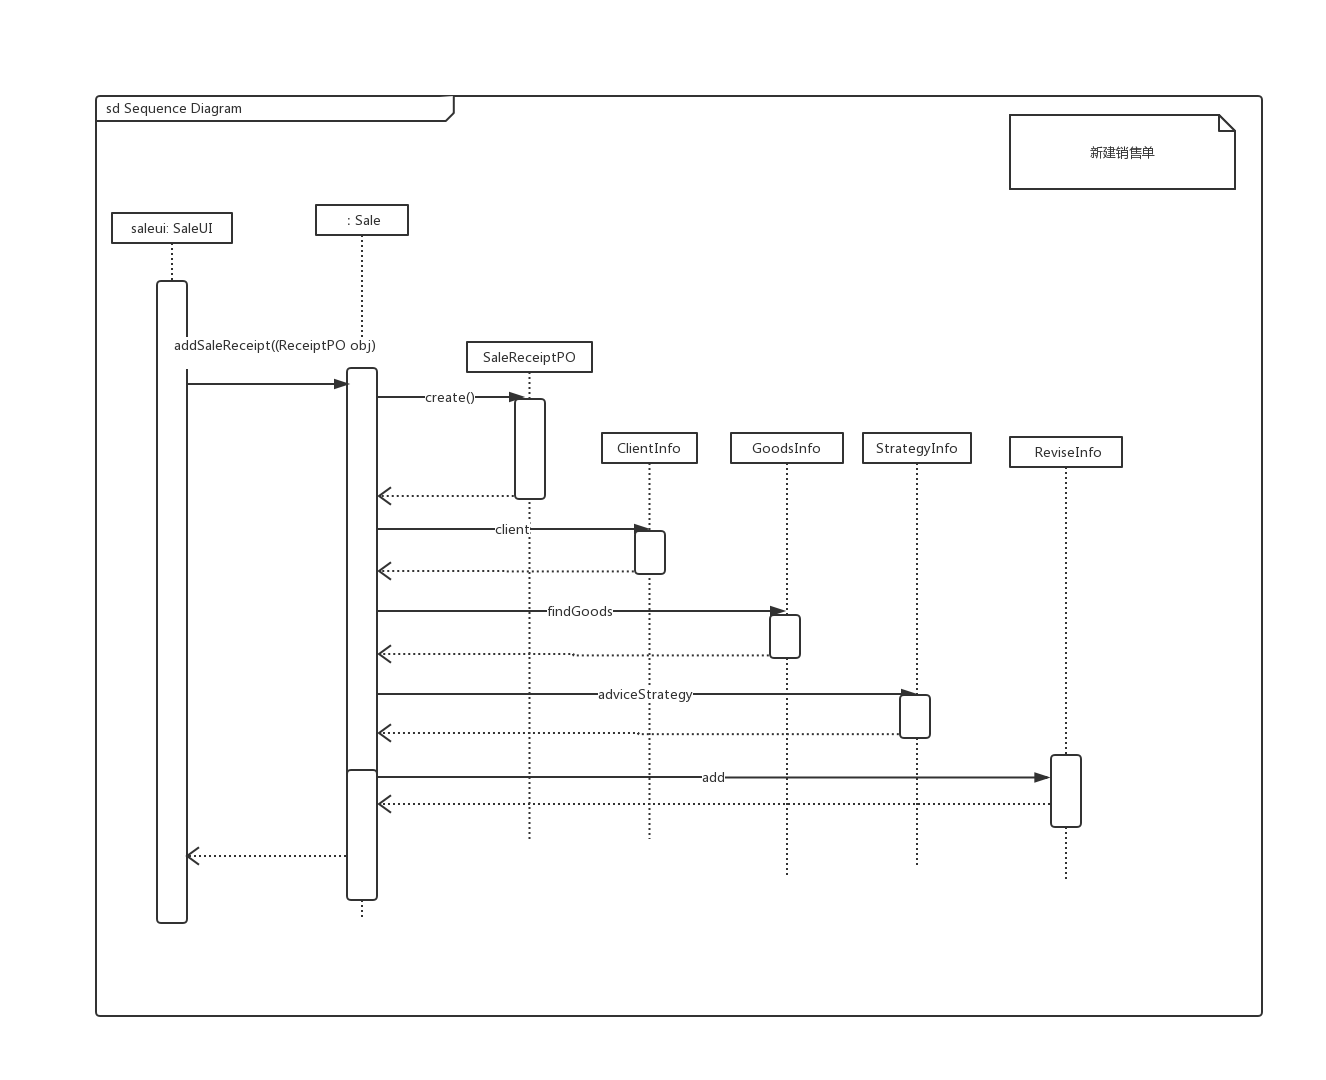 sd Sequence Diagram
新建销售单
saleui: SaleUI
: Sale
addSaleReceipt((ReceiptPO obj)
SaleReceiptPO
create()
ClientInfo
GoodsInfo
StrategyInfo
ReviseInfo
client
findGoods
adviceStrategy
add